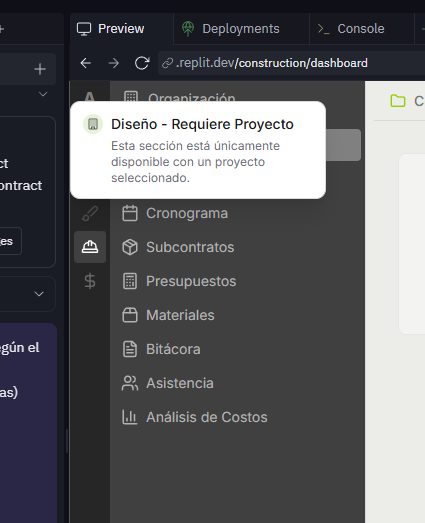 Preview
Deployments
Console
.replit.dev/construction/dashboard
Organización
C
Diseño - Requiere Proyecto
Esta sección está únicamente
disponible con un proyecto
seleccionado.
Cronograma
Subcontratos
Presupuestos
Materiales
Bitácora
Asistencia
Análisis de Costos
ct
ontract
es
egún el
as)